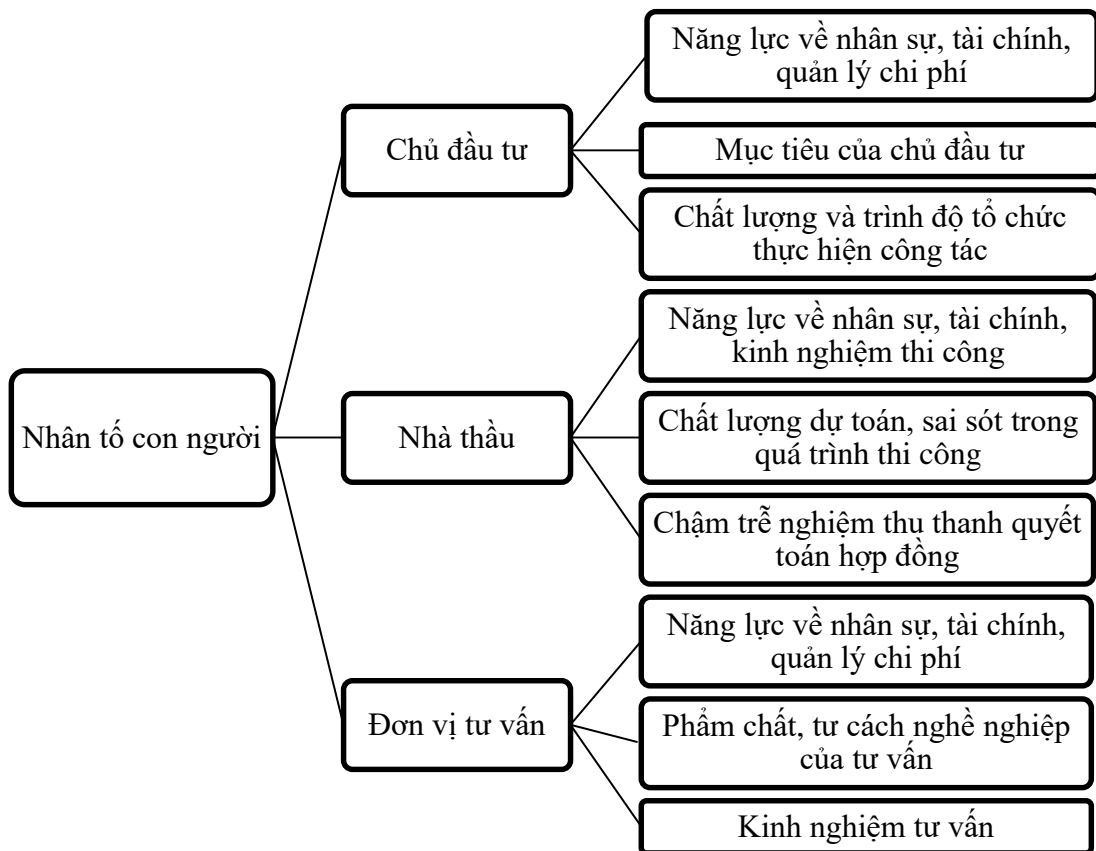 Nhân tố con người
Chủ đầu tư
Năng lực về nhân sự, tài chính,
quản lý chi phí
Mục tiêu của chủ đầu tư
Chất lượng và trình độ tổ chức
thực hiện công tác
Nhà thầu
Năng lực về nhân sự, tài chính,
kinh nghiệm thi công
Chất lượng dự toán, sai sót trong
quá trình thi công
Chậm trễ nghiệm thu thanh quyết
toán hợp đồng
Đơn vị tư vấn
Năng lực về nhân sự, tài chính,
quản lý chi phí
Phẩm chất, tư cách nghề nghiệp
của tư vấn
Kinh nghiệm tư vấn